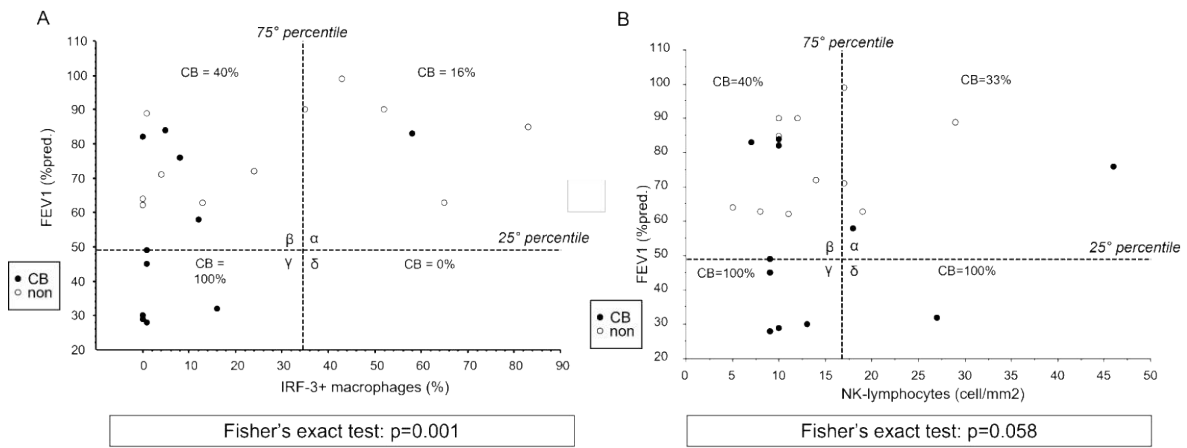 A
75° percentile
110
100
90
80
70
60
50
40
30
20
FEV1 (%pred.)
CB = 40%
CB = 16%
25° percentile
β α
γ δ
CB =
100%
CB = 0%
CB
non
0 10 20 30 40 50 60 70 80 90
IRF-3+ macrophages (%)
Fisher's exact test: p=0.001
B
75° percentile
110
100
90
80
70
60
50
40
30
20
FEV1 (%pred.)
CB=40%
CB=33%
25° percentile
β α
γ δ
CB=100%
CB=100%
CB
non
0 5 10 15 20 25 30 35 40 45 50
NK-lymphocytes (cell/mm2)
Fisher's exact test: p=0.058